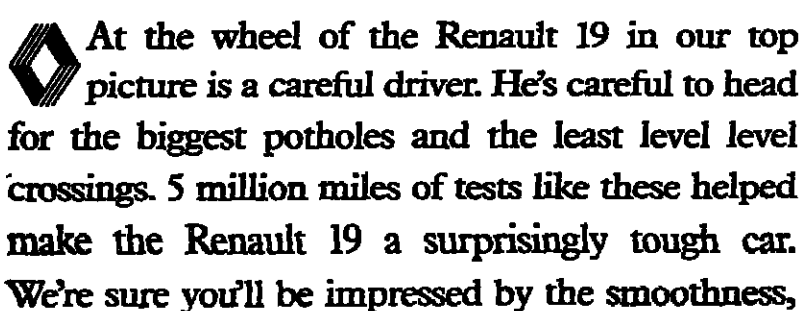 At the wheel of the Renault 19 in our top
picture is a careful driver. He's careful to head
for the biggest potholes and the least level level
crossings. 5 million miles of tests like these helped
make the Renault 19 a surprisingly tough car.
We're sure you'll be impressed by the smoothness,